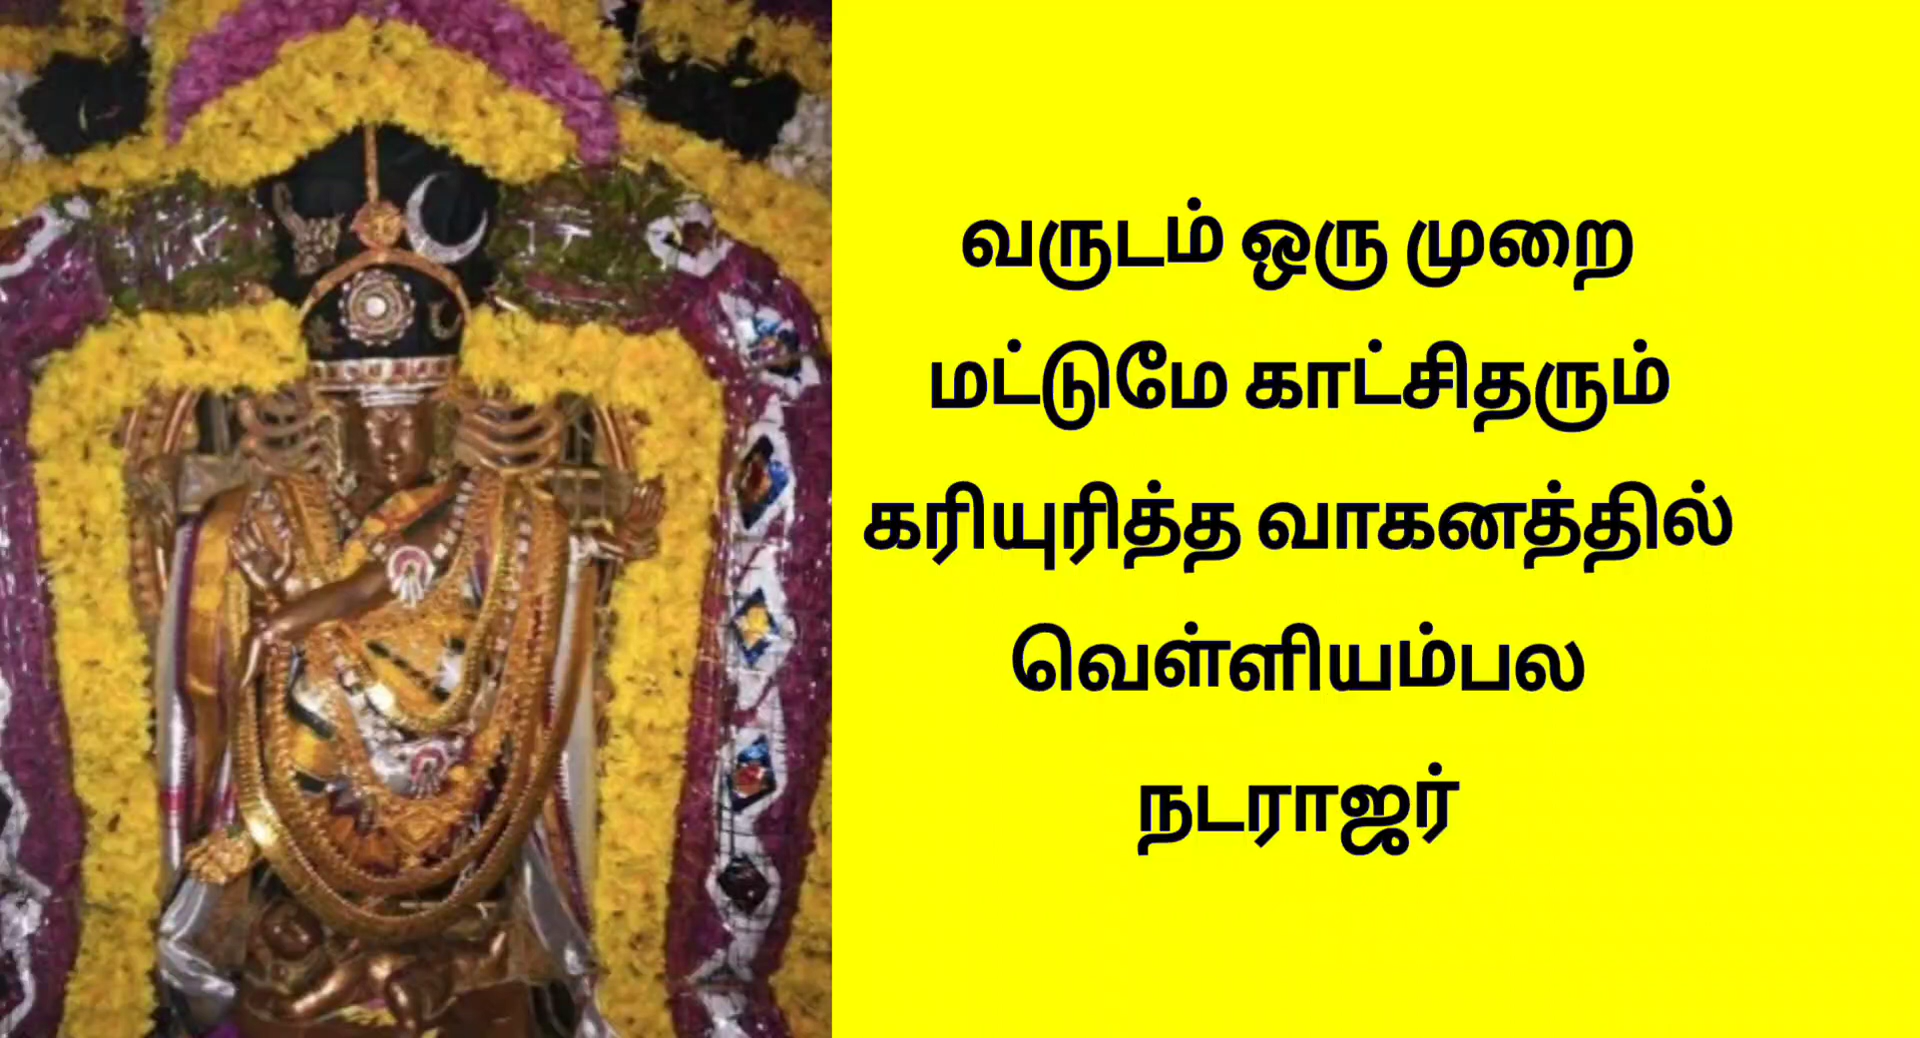 வருடம் ஒரு முறை
மட்டுமே காட்சிதரும்
கரியுரித்த வாகனத்தில்
வெள்ளியம்பல
நடராஜர்